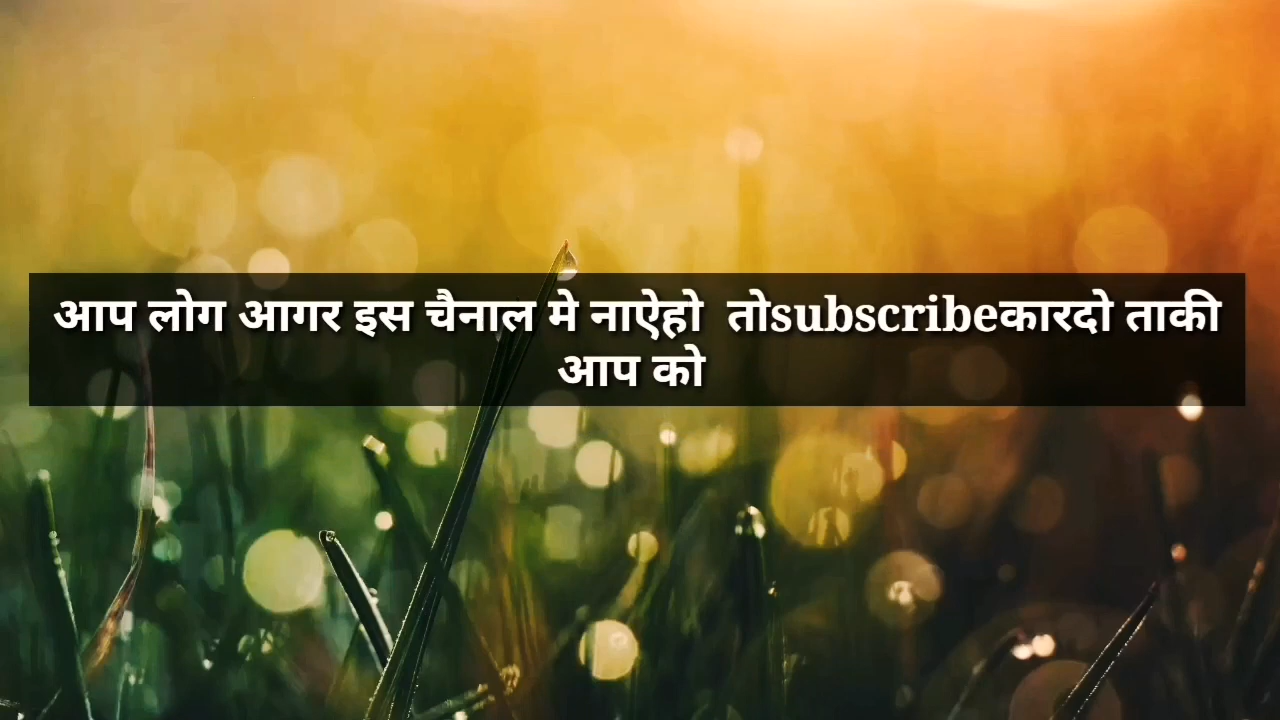 आप लोग आगर इस चैनाल मे नाऐहो तोsubscribeकारदो ताकी
आप को